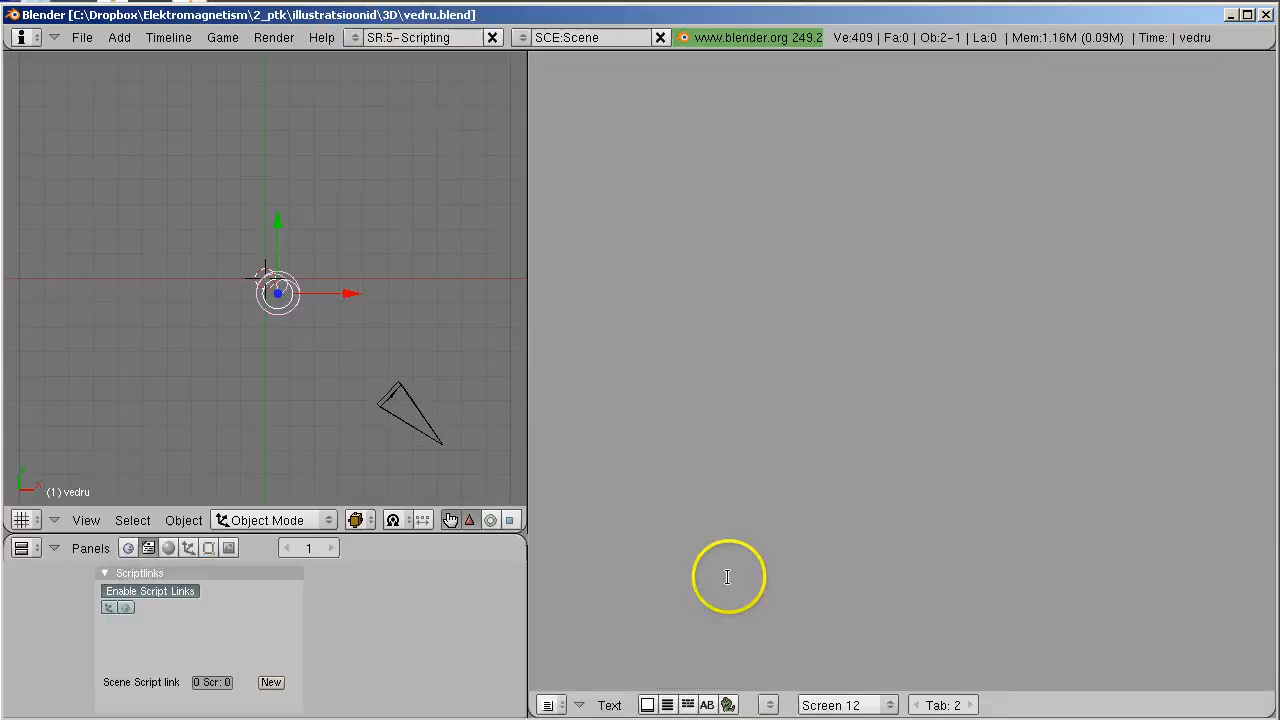 Blender [C:\Dropbox\Elektromagnetism\2_ptk\illustratsioonid\3D\vedru.blend]
File Add Timeline Game Render Help SR:5-Scripting SCE:Scene www.blender.org 249.2 Ve:409 | Fa:0 | Ob:2-1 | La:0 | Mem:1.16M (0.09M) | Time: | vedru
Y
X
(1) vedru
View Select Object Object Mode
Panels 1
Scriptlinks
Enable Script Links
Scene Script link 0 Scr: 0 New
Text AB Screen 12 Tab: 2